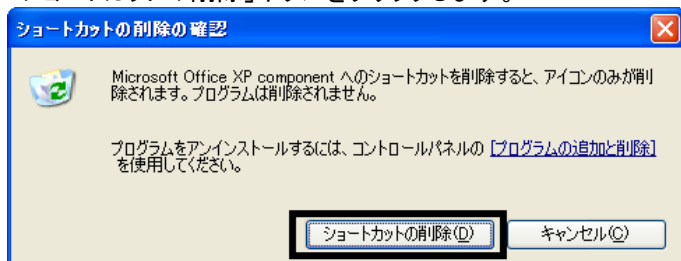 ショートカットの削除の確認
Microsoft Office XP component へのショートカットを削除すると、アイコンのみが削
除されます。プログラムは削除されません。
プログラムをアンインストールするには、コントロールパネルの [プログラムの追加と削除]
を使用してください。
ショートカットの削除(D) キャンセル(C)